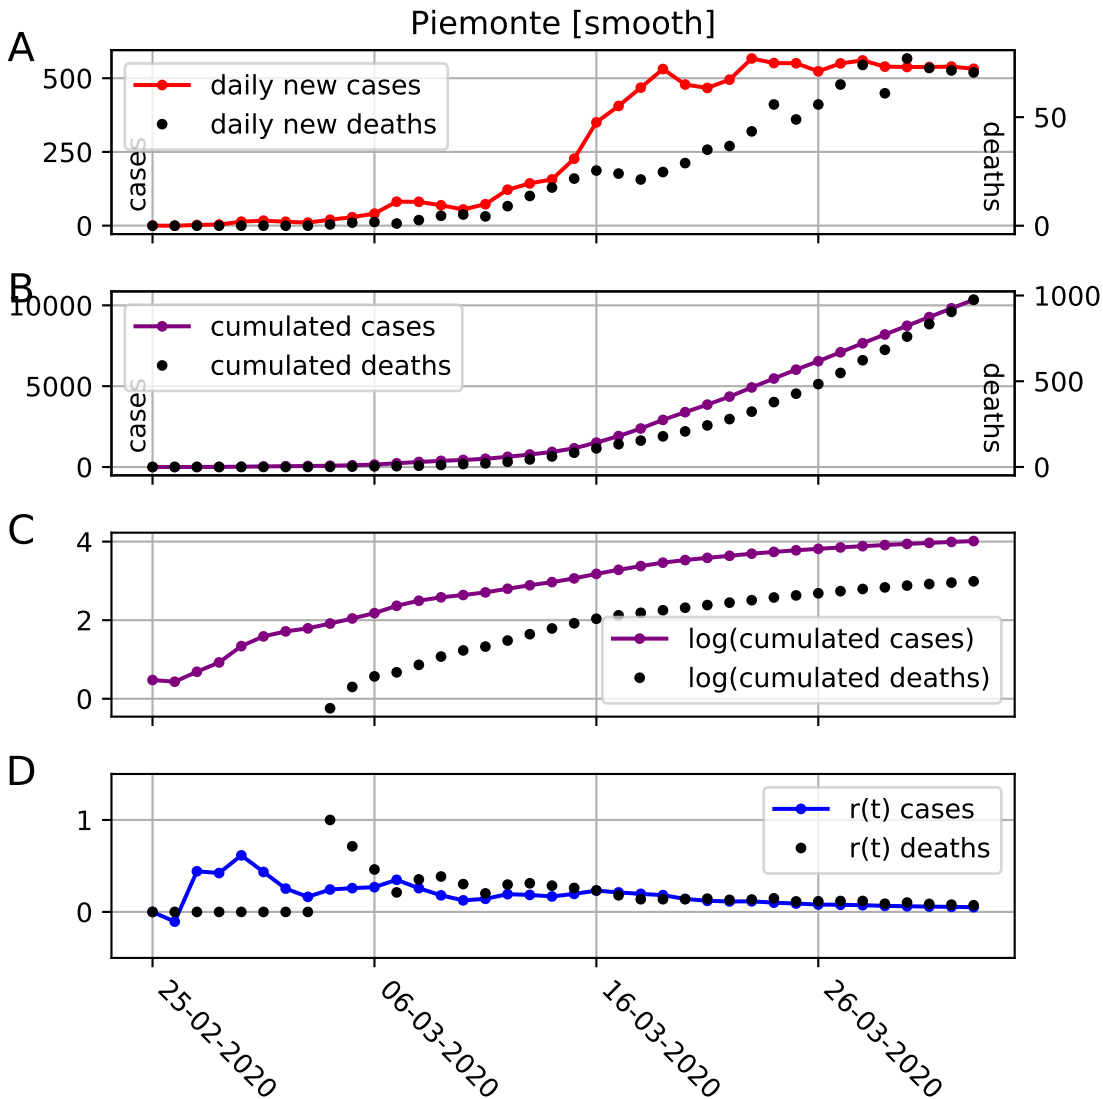 Piemonte [smooth]
A
500
250
0
daily new cases
daily new deaths
cases
deaths
50
0
B
10000
5000
0
cumulated cases
cumulated deaths
cases
deaths
1000
500
0
C
4
2
0
log(cumulated cases)
log(cumulated deaths)
D
1
0
r(t) cases
r(t) deaths
25-02-2020
06-03-2020
16-03-2020
26-03-2020